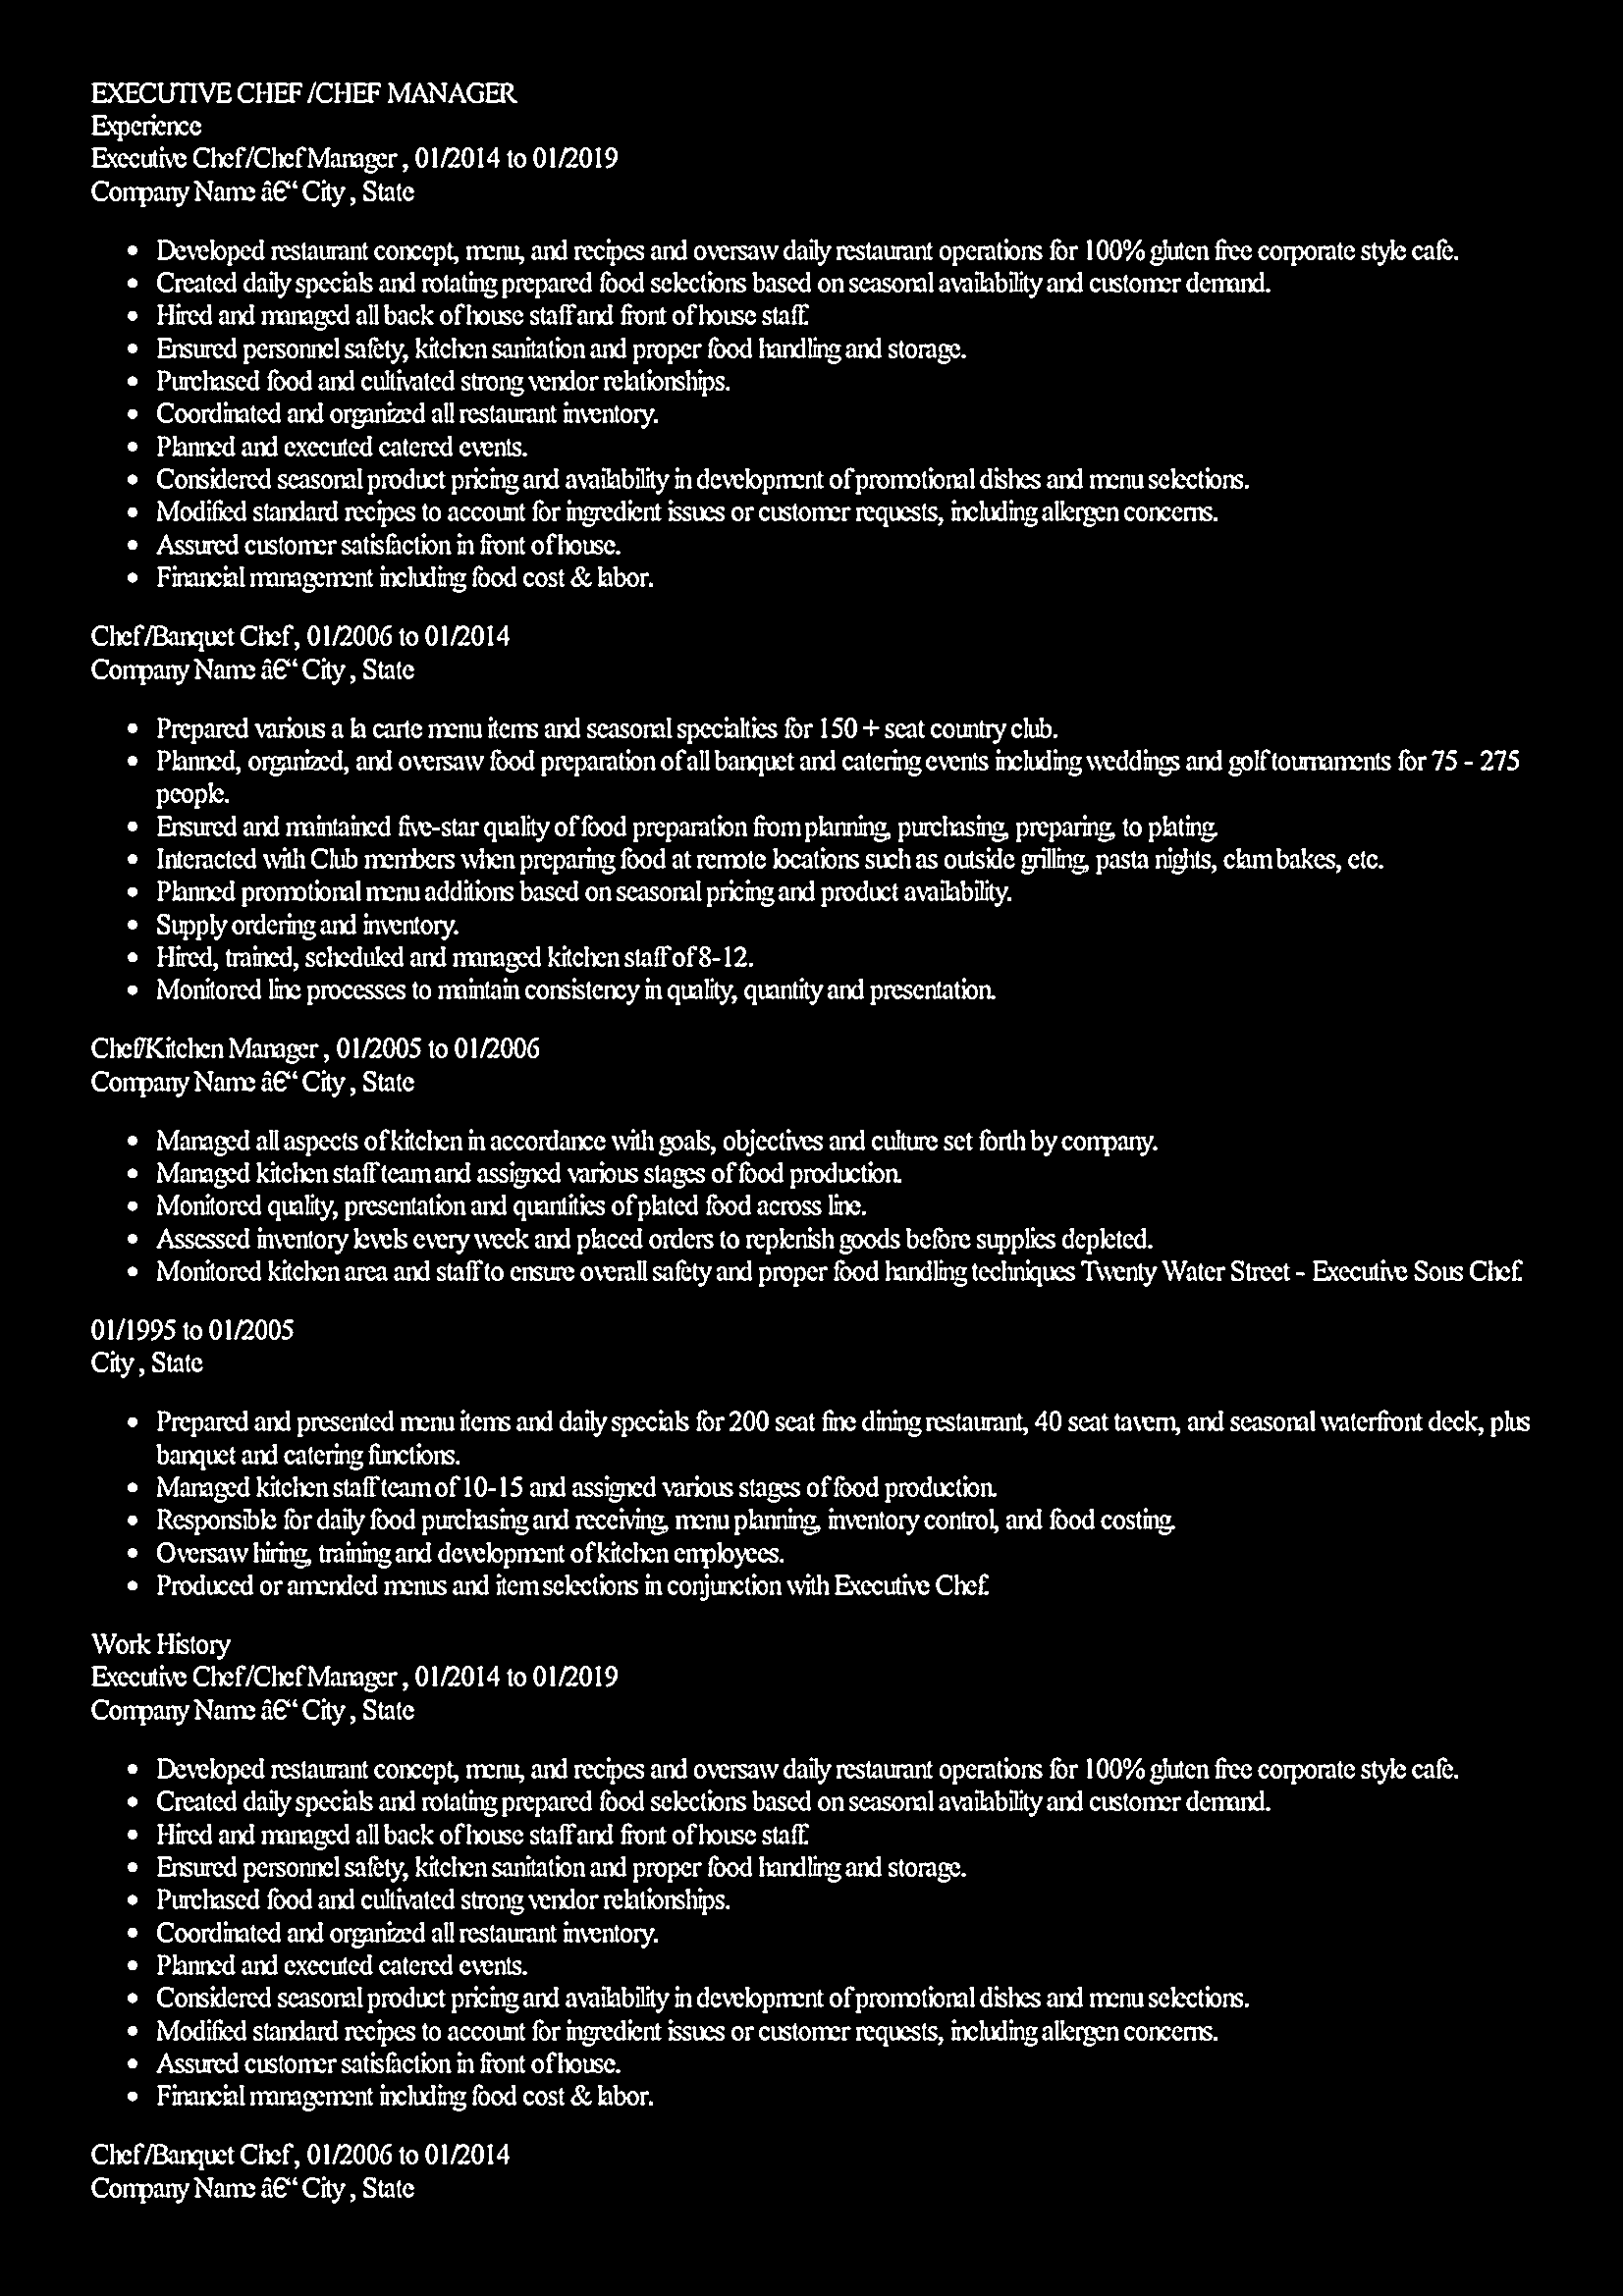 EXECUTIVE CHEF /CHEF MANAGER
Experience
Executive Chef /Chef Manager , 01/2014 to 01/2019
Company Name â€“ City , State
• Developed restaurant concept, menu, and recipes and oversaw daily restaurant operations for 100% gluten free corporate style cafe.
• Created daily specials and rotating prepared food selections based on seasonal availability and customer demand.
• Hired and managed all back of house staff and front of house staff.
• Ensured personnel safety, kitchen sanitation and proper food handling and storage.
• Purchased food and cultivated strong vendor relationships.
• Coordinated and organized all restaurant inventory.
• Planned and executed catered events.
• Considered seasonal product pricing and availability in development of promotional dishes and menu selections.
• Modified standard recipes to account for ingredient issues or customer requests, including allergen concerns.
• Assured customer satisfaction in front of house.
• Financial management including food cost & labor.
Chef /Banquet Chef , 01/2006 to 01/2014
Company Name â€“ City , State
• Prepared various a la carte menu items and seasonal specialties for 150 + seat country club.
• Planned, organized, and oversaw food preparation of all banquet and catering events including weddings and golf tournaments for 75 - 275
people.
• Ensured and maintained five-star quality of food preparation from planning, purchasing, preparing, to plating.
• Interacted with Club members when preparing food at remote locations such as outside grilling, pasta nights, clam bakes, etc.
• Planned promotional menu additions based on seasonal pricing and product availability.
• Supply ordering and inventory.
• Hired, trained, scheduled and managed kitchen staff of 8-12.
• Monitored line processes to maintain consistency in quality, quantity and presentation.
Chef/Kitchen Manager , 01/2005 to 01/2006
Company Name â€“ City , State
• Managed all aspects of kitchen in accordance with goals, objectives and culture set forth by company.
• Managed kitchen staff team and assigned various stages of food production.
• Monitored quality, presentation and quantities of plated food across line.
• Assessed inventory levels every week and placed orders to replenish goods before supplies depleted.
• Monitored kitchen area and staff to ensure overall safety and proper food handling techniques Twenty Water Street - Executive Sous Chef.
01/1995 to 01/2005
City , State
• Prepared and presented menu items and daily specials for 200 seat fine dining restaurant, 40 seat tavern, and seasonal waterfront deck, plus
banquet and catering functions.
• Managed kitchen staff team of 10-15 and assigned various stages of food production.
• Responsible for daily food purchasing and receiving, menu planning, inventory control, and food costing.
• Oversaw hiring, training and development of kitchen employees.
• Produced or amended menus and item selections in conjunction with Executive Chef.
Work History
Executive Chef /Chef Manager , 01/2014 to 01/2019
Company Name â€“ City , State
• Developed restaurant concept, menu, and recipes and oversaw daily restaurant operations for 100% gluten free corporate style cafe.
• Created daily specials and rotating prepared food selections based on seasonal availability and customer demand.
• Hired and managed all back of house staff and front of house staff.
• Ensured personnel safety, kitchen sanitation and proper food handling and storage.
• Purchased food and cultivated strong vendor relationships.
• Coordinated and organized all restaurant inventory.
• Planned and executed catered events.
• Considered seasonal product pricing and availability in development of promotional dishes and menu selections.
• Modified standard recipes to account for ingredient issues or customer requests, including allergen concerns.
• Assured customer satisfaction in front of house.
• Financial management including food cost & labor.
Chef /Banquet Chef , 01/2006 to 01/2014
Company Name â€“ City , State